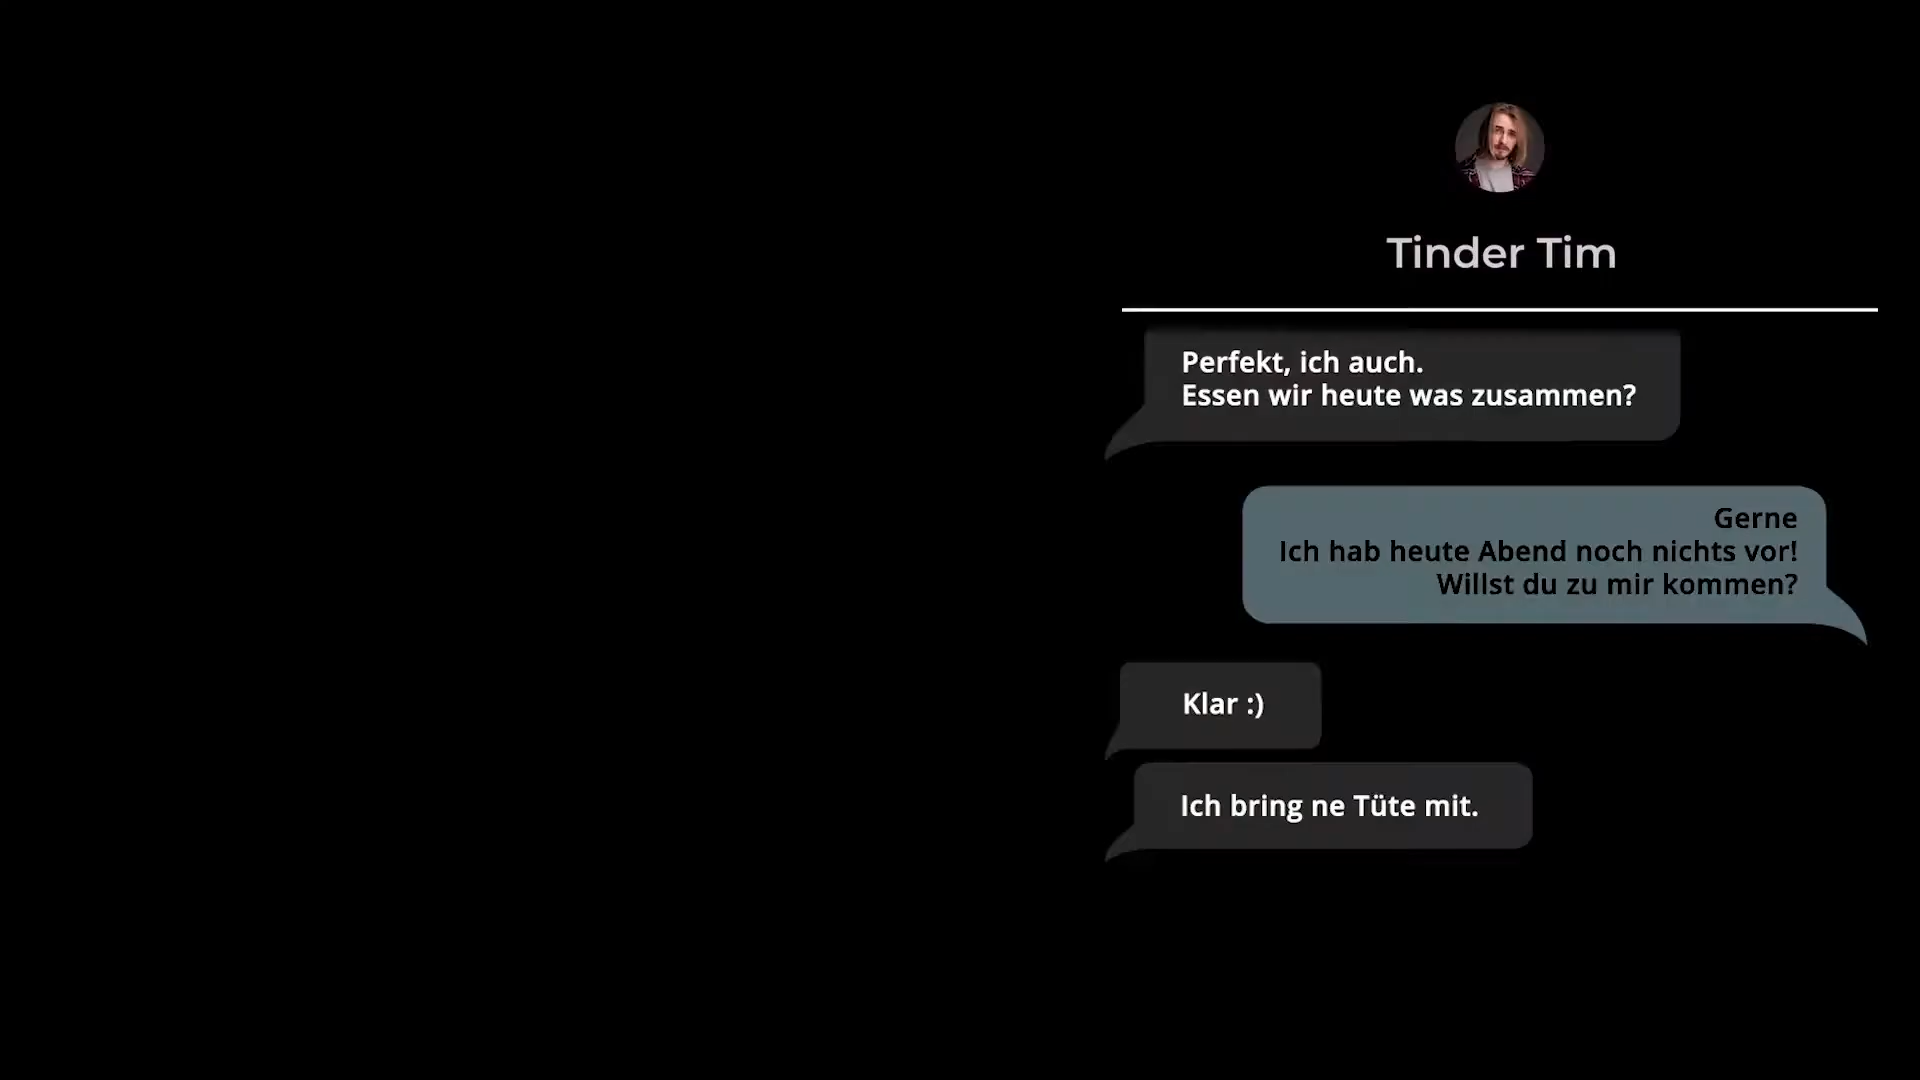 Tinder Tim
Perfekt, ich auch.
Essen wir heute was zusammen?
Gerne
Ich hab heute Abend noch nichts vor!
Willst du zu mir kommen?
Klar :)
Ich bring ne Tüte mit.